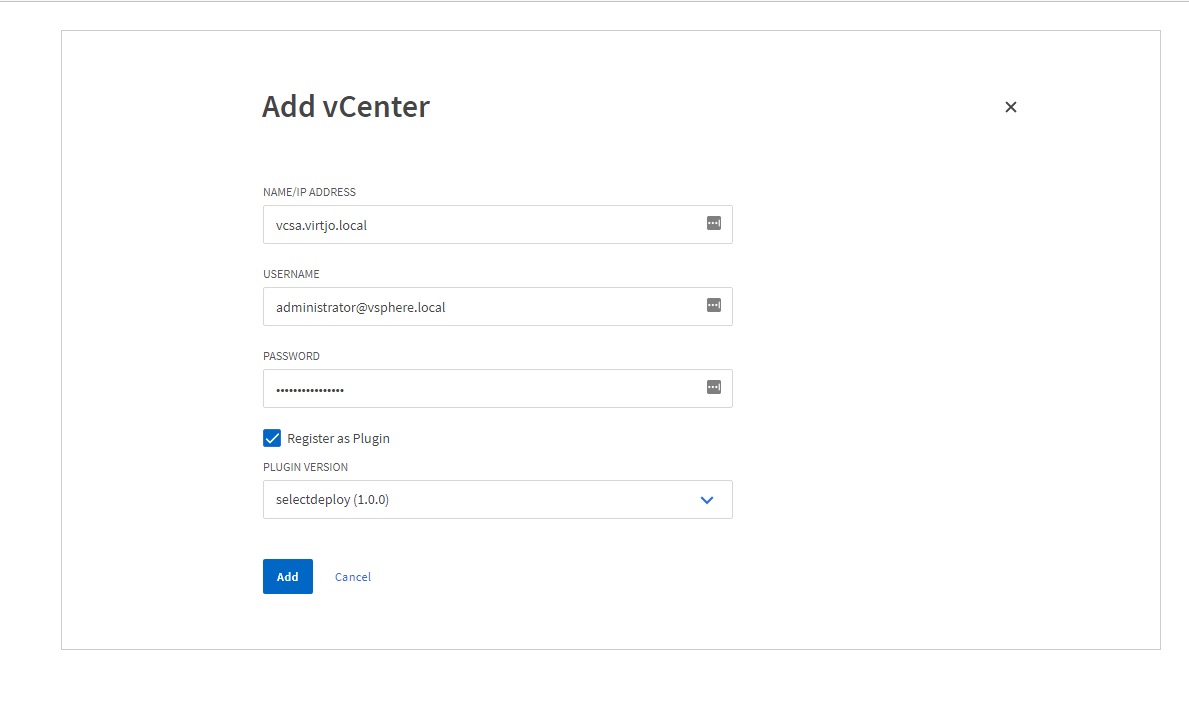 Add vCenter
NAME/IP ADDRESS
vcsa.virtjo.local
USERNAME
administrator@vsphere.local
PASSWORD
••••••••••••••••
Register as Plugin
PLUGIN VERSION
selectdeploy (1.0.0)
Add
Cancel